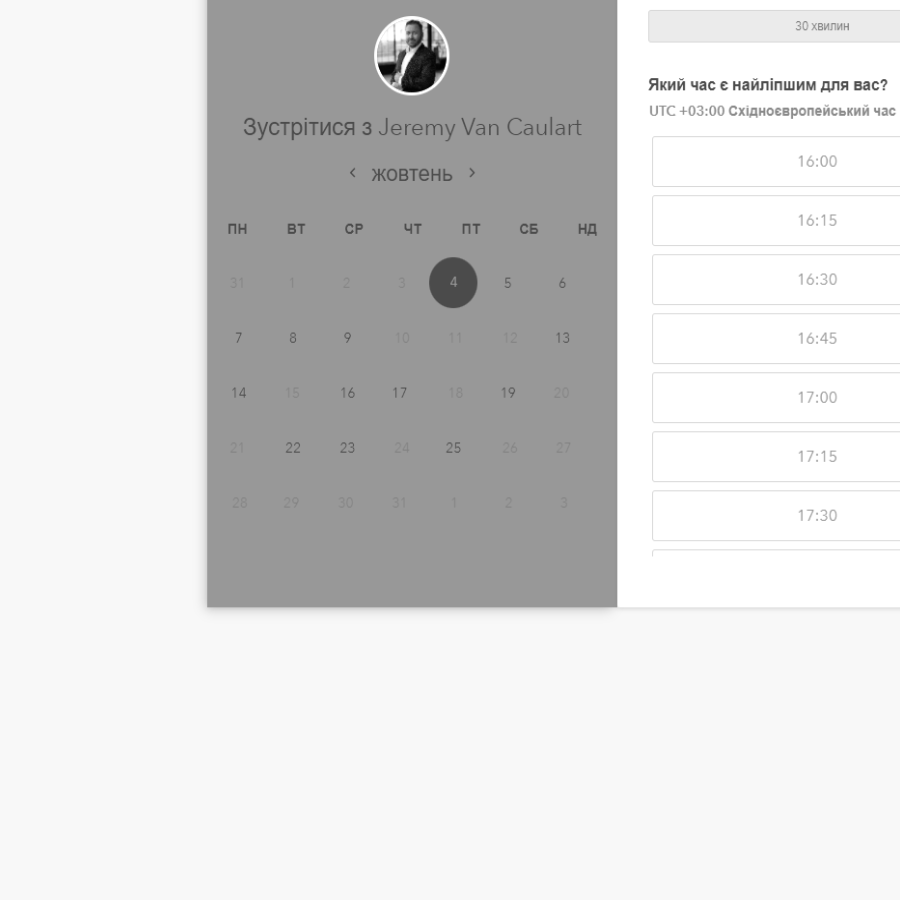 Зустрітися з Jeremy Van Caulart
жовтень
ПН ВТ СР ЧТ ПТ СБ НД
31 1 2 3 4 5 6
7 8 9 10 11 12 13
14 15 16 17 18 19 20
21 22 23 24 25 26 27
28 29 30 31 1 2 3
30 хвилин
Який час є найліпшим для вас?
UTC +03:00 Східноєвропейський час
16:00
16:15
16:30
16:45
17:00
17:15
17:30